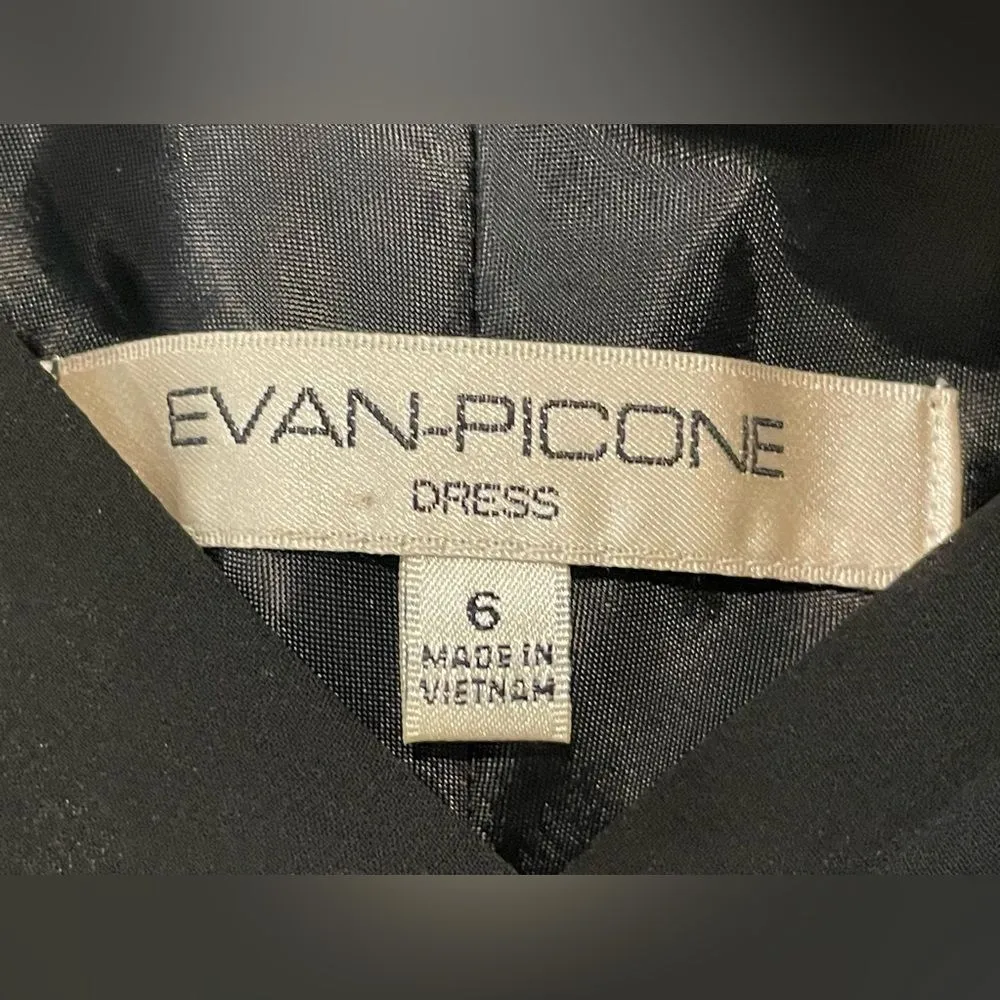 EVAN-PICONE
DRESS
6
MADE IN
VIETNAM